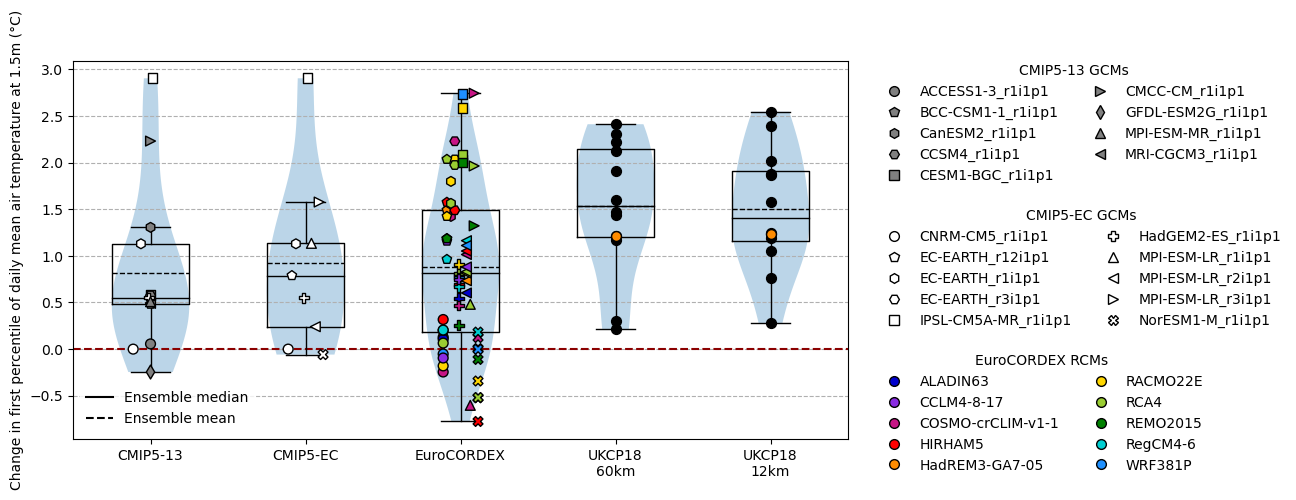 Change in first percentile of daily mean air temperature at 1.5m (°C)
3.0
2.5
2.0
1.5
1.0
0.5
0.0
−0.5
Ensemble median
Ensemble mean
CMIP5-13
CMIP5-EC
EuroCORDEX
UKCP18
60km
UKCP18
12km
CMIP5-13 GCMs
ACCESS1-3_r1i1p1
BCC-CSM1-1_r1i1p1
CanESM2_r1i1p1
CCSM4_r1i1p1
CESM1-BGC_r1i1p1
CMCC-CM_r1i1p1
GFDL-ESM2G_r1i1p1
MPI-ESM-MR_r1i1p1
MRI-CGCM3_r1i1p1
CMIP5-EC GCMs
CNRM-CM5_r1i1p1
EC-EARTH_r12i1p1
EC-EARTH_r1i1p1
EC-EARTH_r3i1p1
IPSL-CM5A-MR_r1i1p1
HadGEM2-ES_r1i1p1
MPI-ESM-LR_r1i1p1
MPI-ESM-LR_r2i1p1
MPI-ESM-LR_r3i1p1
NorESM1-M_r1i1p1
EuroCORDEX RCMs
ALADIN63
CCLM4-8-17
COSMO-crCLIM-v1-1
HIRHAM5
HadREM3-GA7-05
RACMO22E
RCA4
REMO2015
RegCM4-6
WRF381P